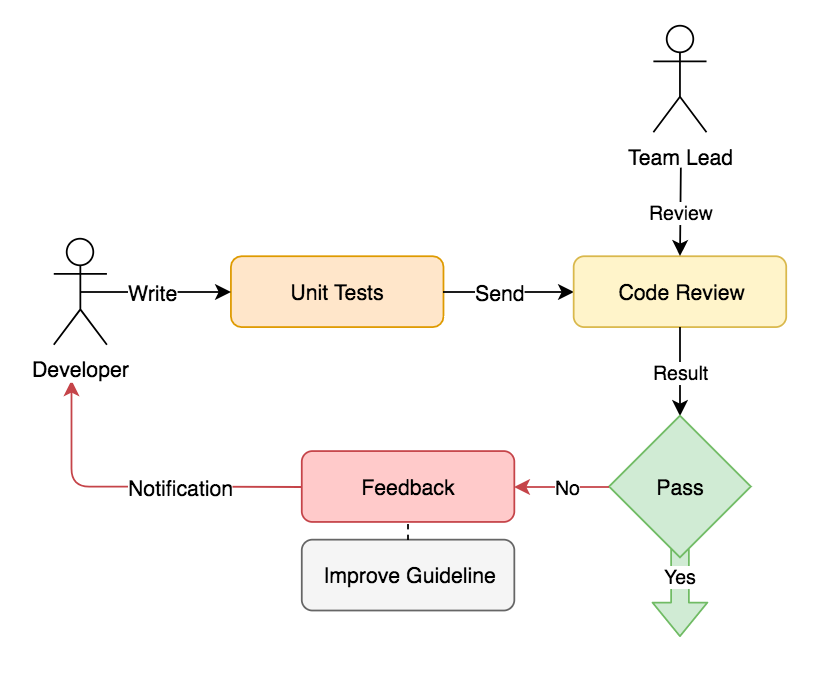 Team Lead
Review
Write
Unit Tests
Send
Code Review
Developer
Result
Notification
Feedback
No
Pass
Improve Guideline
Yes